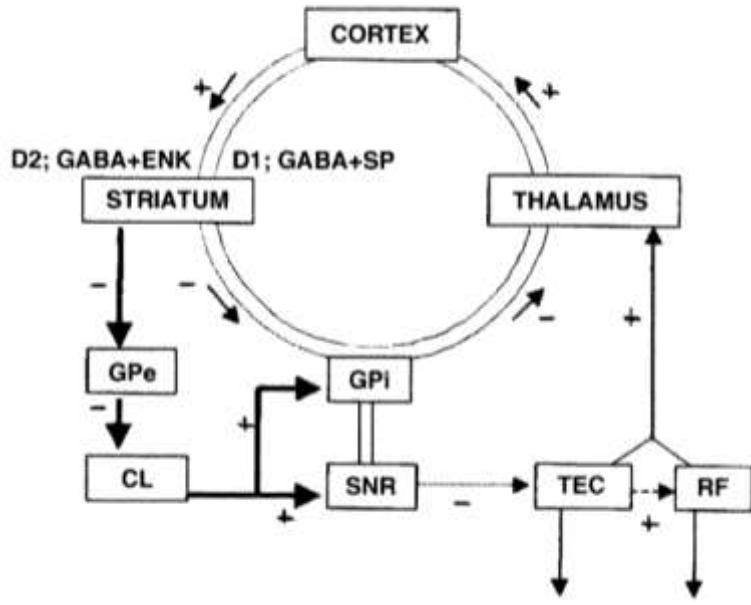 CORTEX
+ +
D2; GABA+ENK D1; GABA+SP
STRIATUM THALAMUS
− − − +
GPe GPi
− +
CL SNR TEC RF
+ − +